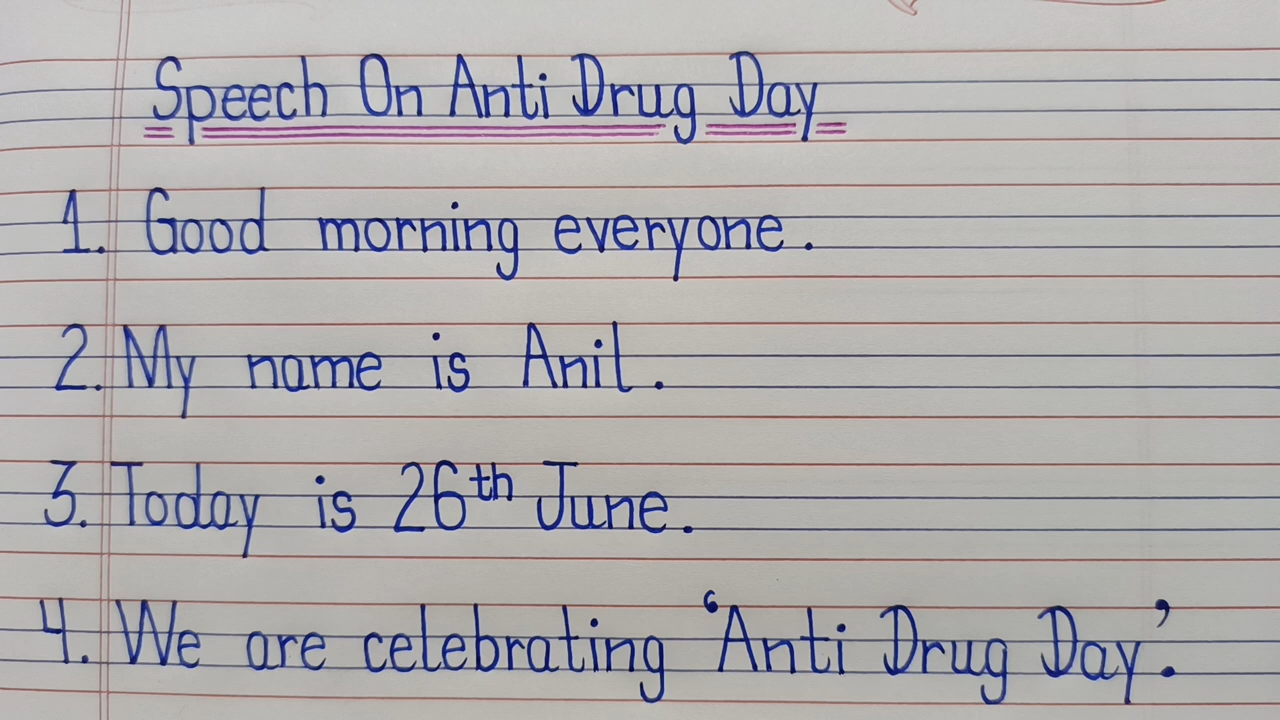 Speech On Anti Drug Day
1. Good morning everyone.
2. My name is Anil.
3. Today is 26th June.
4. We are celebrating ‘Anti Drug Day’.